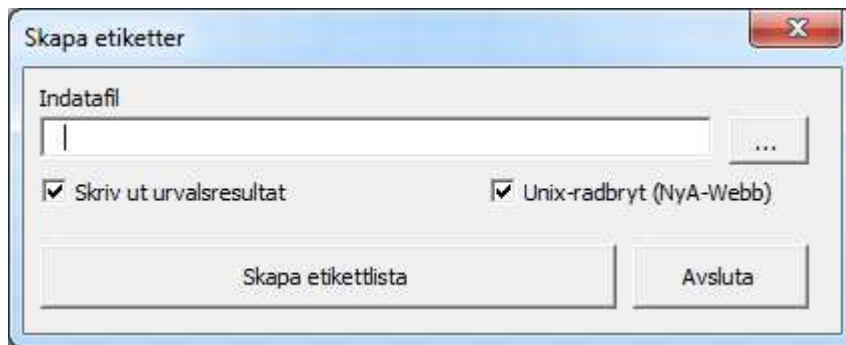 Skapa etiketter
Indatafil
...
Skriv ut urvalsresultat
Unix-radbryt (NyA-Webb)
Skapa etikettlista
Avsluta